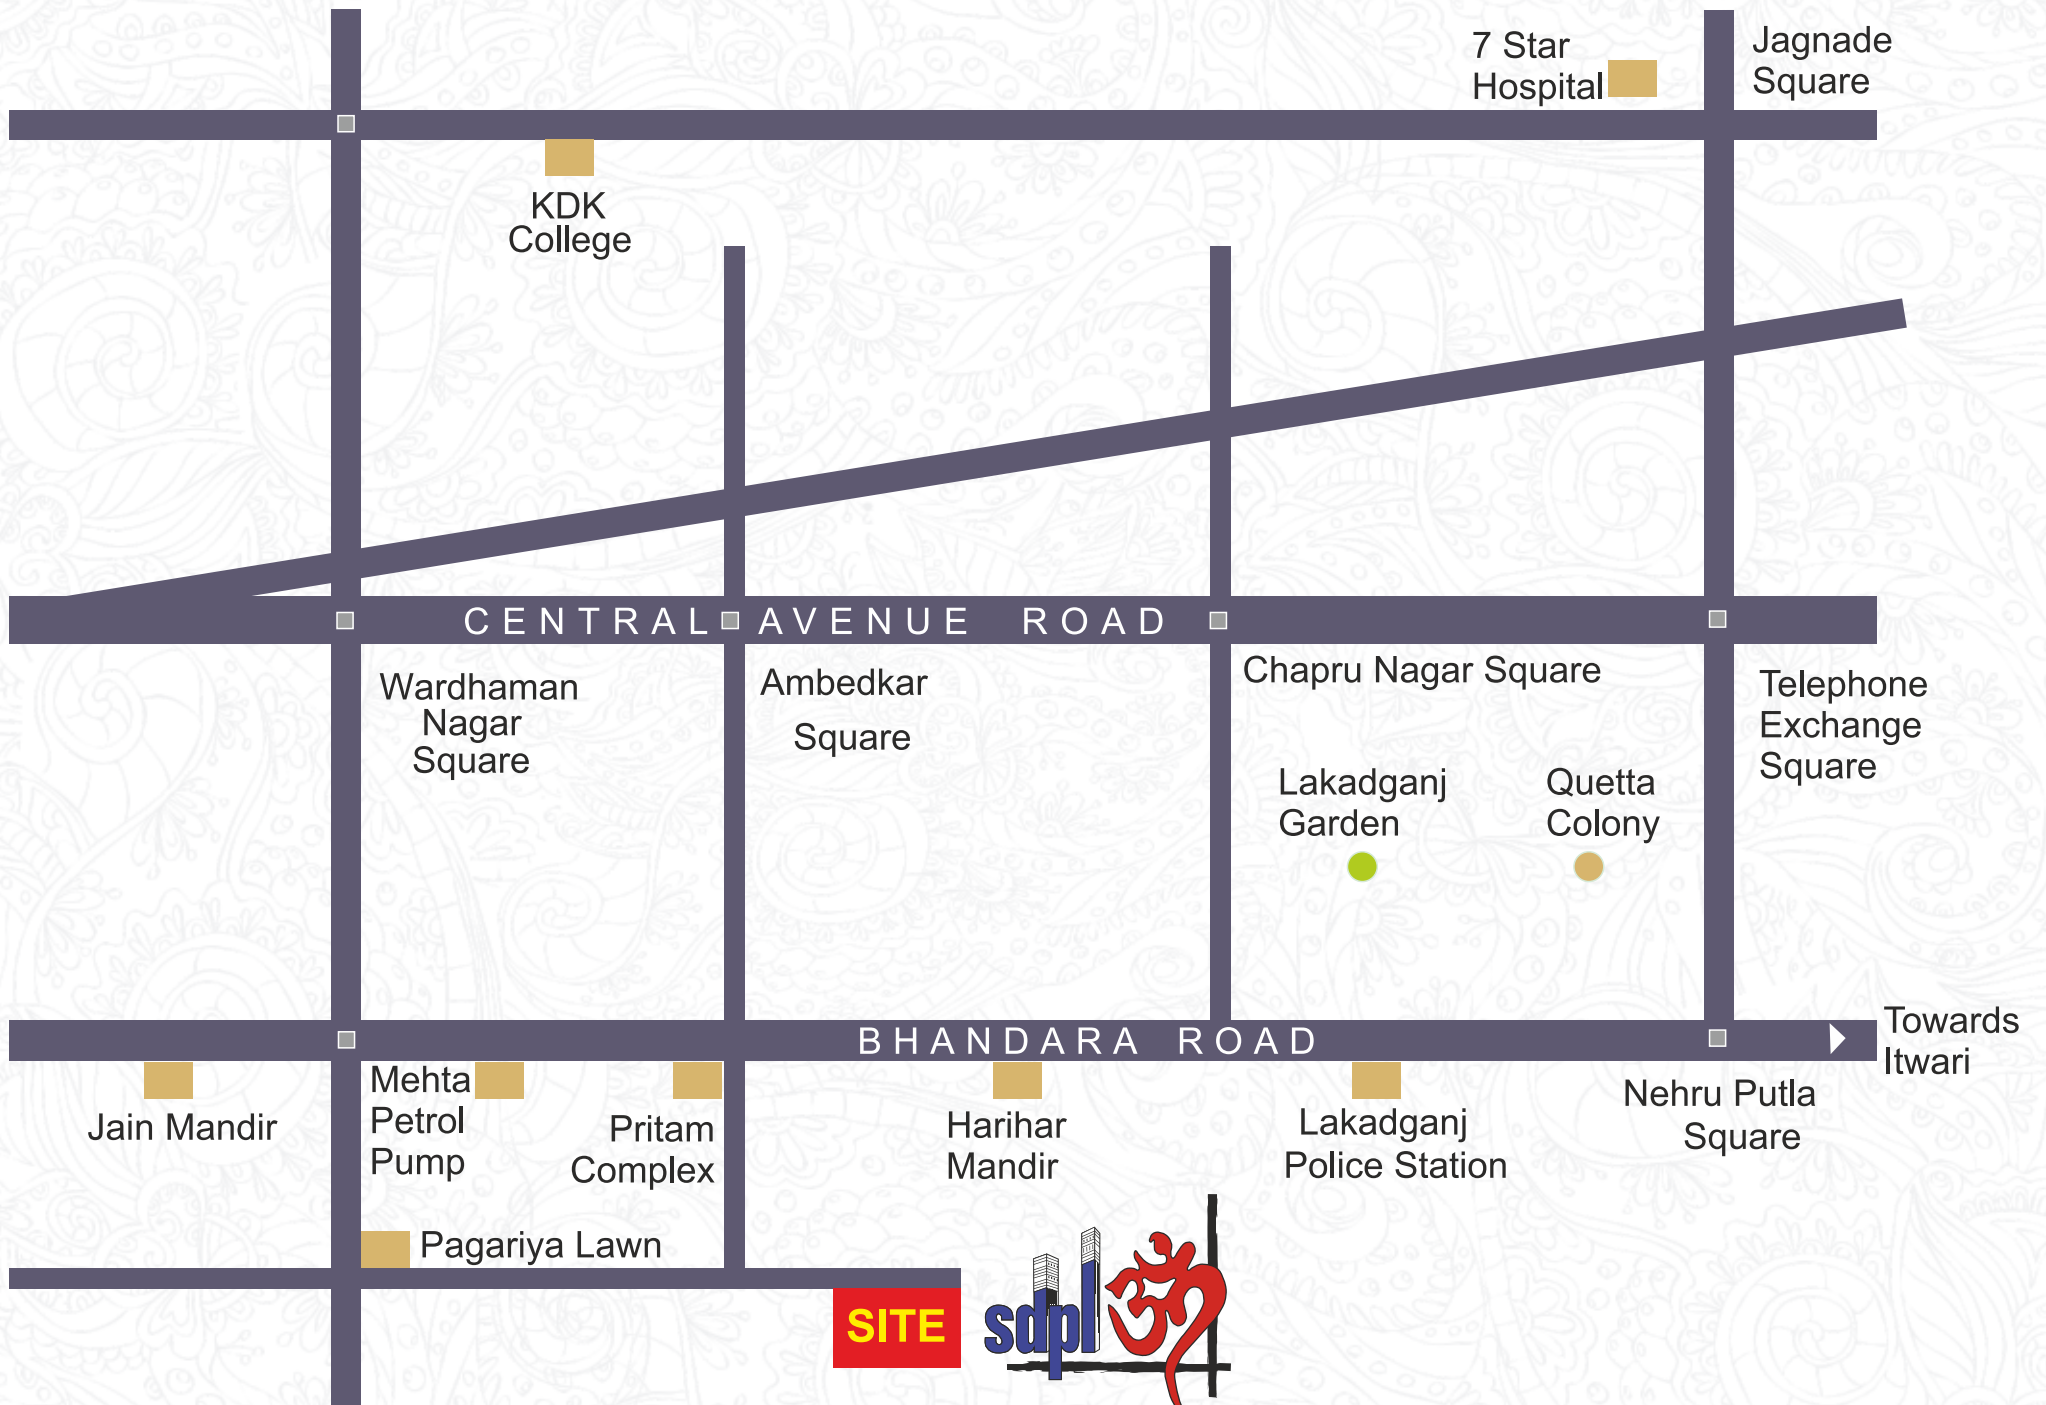 7 Star
Hospital
Jagnade
Square
KDK
College
CENTRAL AVENUE ROAD
Wardhaman
Nagar
Square
Ambedkar
Square
Chapru Nagar Square
Telephone
Exchange
Square
Lakadganj
Garden
Quetta
Colony
BHANDARA ROAD
Towards
Itwari
Jain Mandir
Mehta
Petrol
Pump
Pritam
Complex
Harihar
Mandir
Lakadganj
Police Station
Nehru Putla
Square
Pagariya Lawn
SITE
sdpl
ॐ